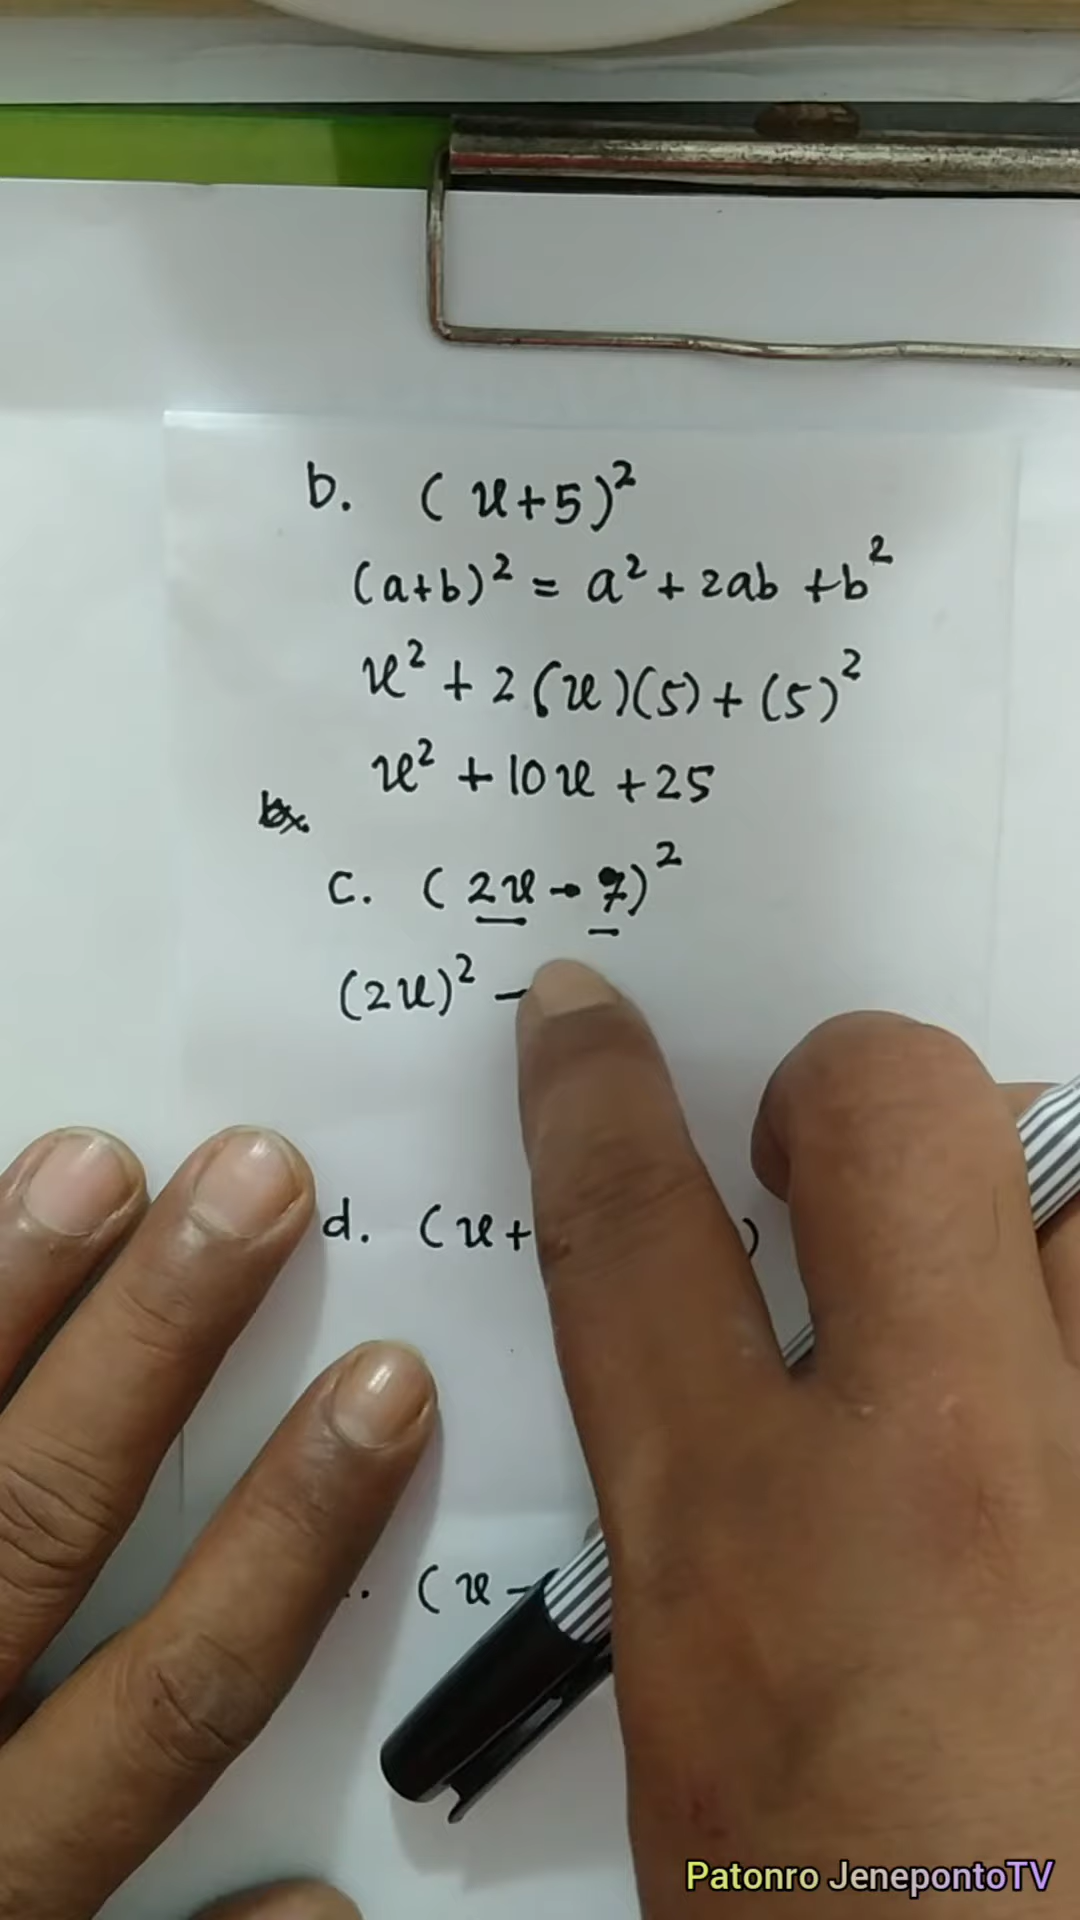 b. (x+5)²
(a+b)² = a² + 2ab + b²
x² + 2(x)(5) + (5)²
x² + 10x + 25
c. (2x - 7)²
(2x)² -
d. (x+ )
. (x -
Patonro JenepontoTV